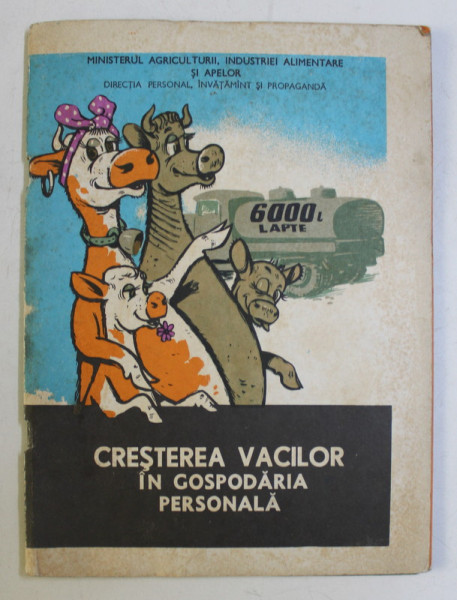 MINISTERUL AGRICULTURII, INDUSTRIEI ALIMENTARE
ȘI APELOR
DIRECȚIA PERSONAL, ÎNVĂȚĂMÎNT ȘI PROPAGANDĂ
6000 L
LAPTE
CREȘTEREA VACILOR
ÎN GOSPODĂRIA
PERSONALĂ